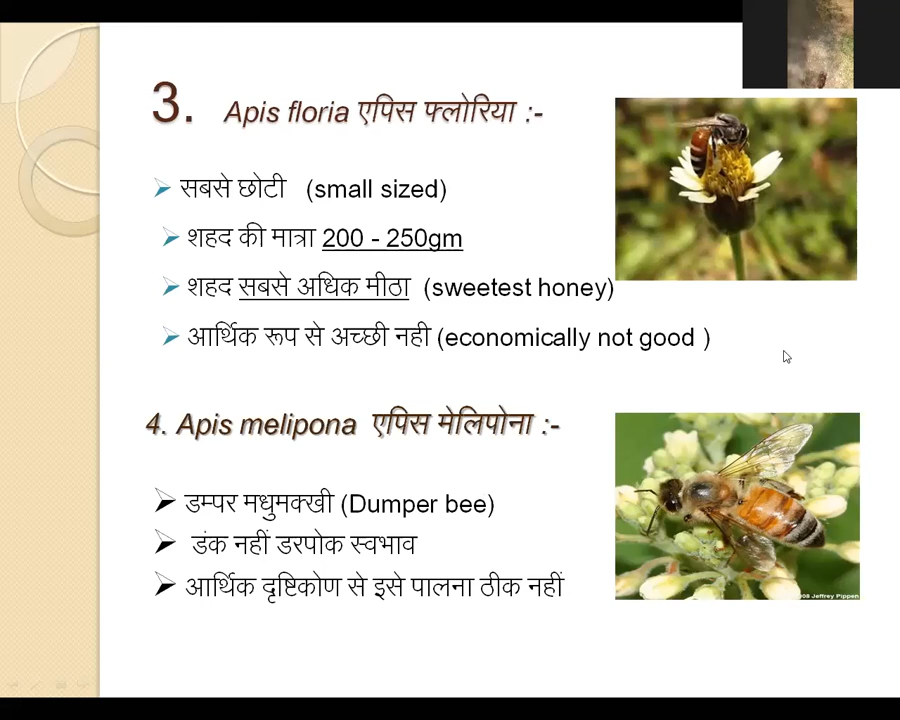 3. Apis floria एपिस फ्लोरिया :-
सबसे छोटी (small sized)
शहद की मात्रा 200 - 250gm
शहद सबसे अधिक मीठा (sweetest honey)
आर्थिक रूप से अच्छी नही (economically not good )
4. Apis melipona एपिस मेलिपोना :-
डम्पर मधुमक्खी (Dumper bee)
डंक नहीं डरपोक स्वभाव
आर्थिक दृष्टिकोण से इसे पालना ठीक नहीं
Jeffrey Pippen